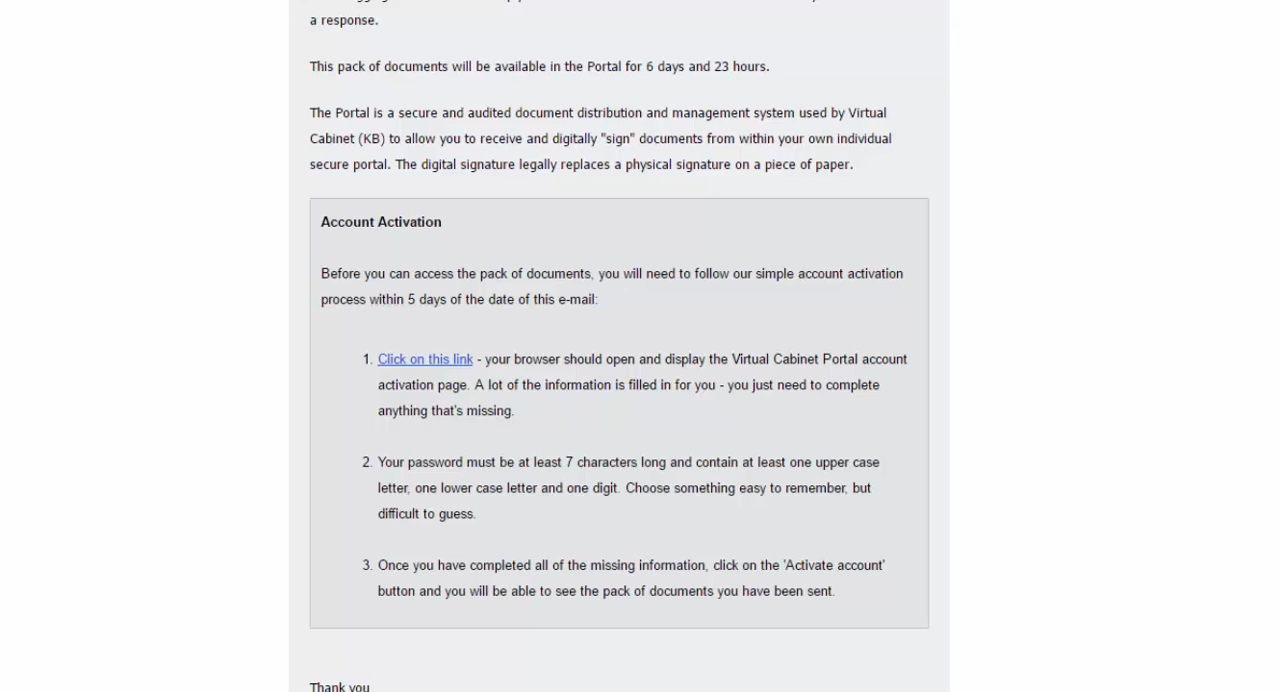 a response.
This pack of documents will be available in the Portal for 6 days and 23 hours.
The Portal is a secure and audited document distribution and management system used by Virtual
Cabinet (KB) to allow you to receive and digitally "sign" documents from within your own individual
secure portal. The digital signature legally replaces a physical signature on a piece of paper.
Account Activation
Before you can access the pack of documents, you will need to follow our simple account activation
process within 5 days of the date of this e-mail:
1. Click on this link - your browser should open and display the Virtual Cabinet Portal account
activation page. A lot of the information is filled in for you - you just need to complete
anything that's missing.
2. Your password must be at least 7 characters long and contain at least one upper case
letter, one lower case letter and one digit. Choose something easy to remember, but
difficult to guess.
3. Once you have completed all of the missing information, click on the 'Activate account'
button and you will be able to see the pack of documents you have been sent.
Thank you